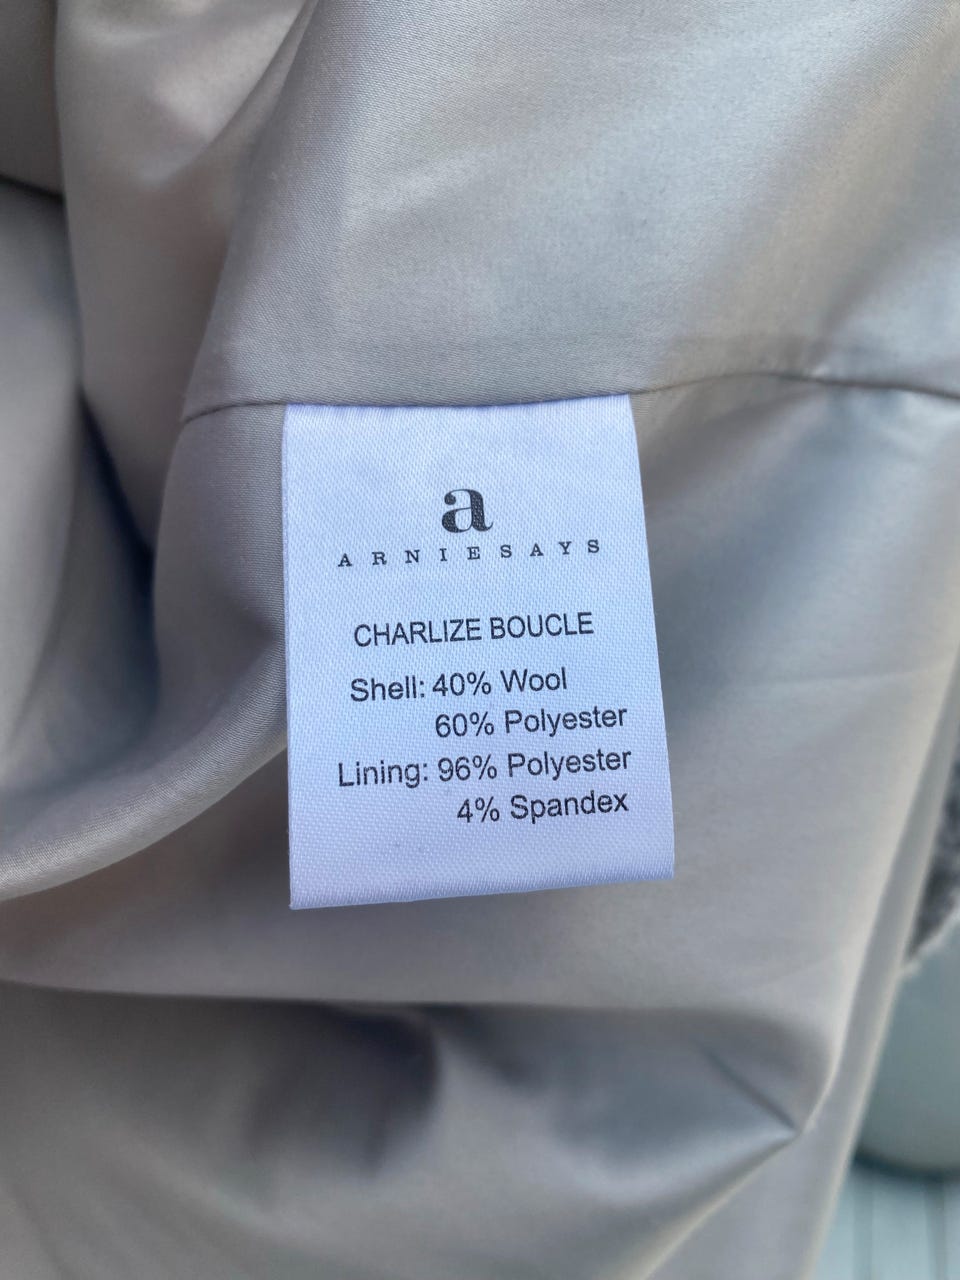 a
ARNIESAYS
CHARLIZE BOUCLE
Shell: 40% Wool
60% Polyester
Lining: 96% Polyester
4% Spandex